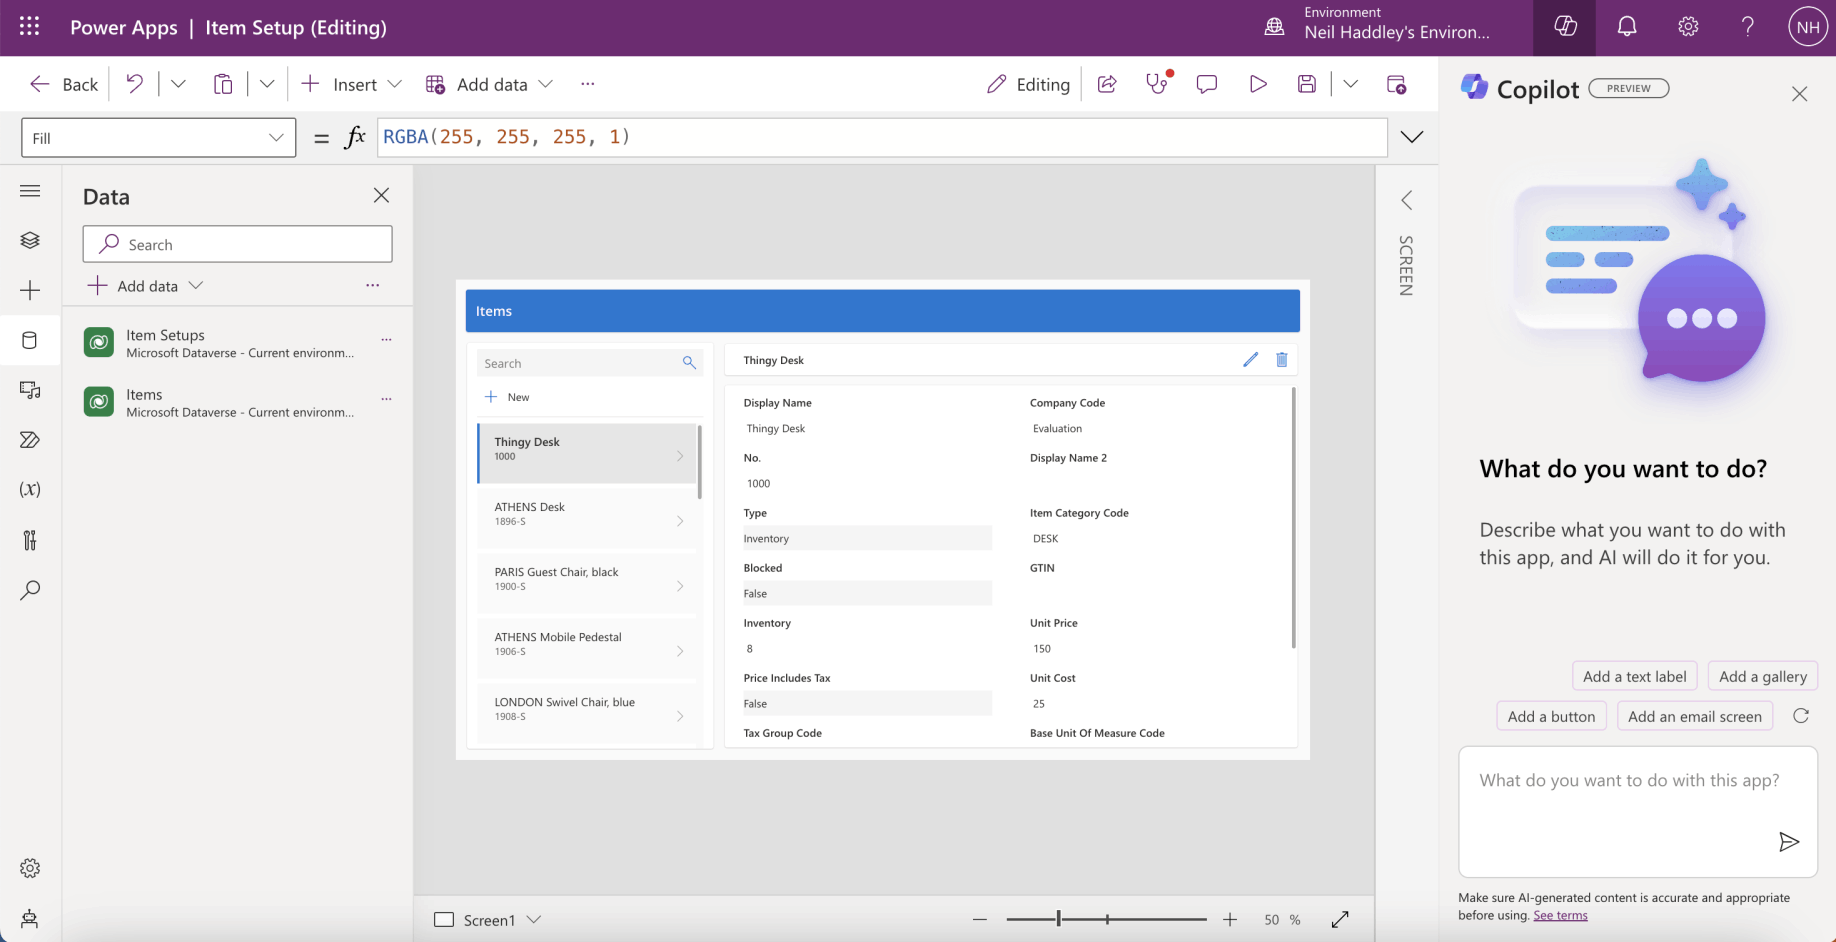 Power Apps | Item Setup (Editing)
Environment
Neil Haddley's Environ...
NH
Back
Insert
Add data
...
Editing
Copilot
PREVIEW
Fill
= fx
RGBA(255, 255, 255, 1)
Data
Search
Add data
...
Item Setups
Microsoft Dataverse - Current environm...
...
Items
Microsoft Dataverse - Current environm...
...
(x)
Items
Search
New
Thingy Desk
1000
ATHENS Desk
1896-S
PARIS Guest Chair, black
1900-S
ATHENS Mobile Pedestal
1906-S
LONDON Swivel Chair, blue
1908-S
Thingy Desk
Display Name
Company Code
Thingy Desk
Evaluation
No.
Display Name 2
1000
Type
Item Category Code
Inventory
DESK
Blocked
GTIN
False
Inventory
Unit Price
8
150
Price Includes Tax
Unit Cost
False
25
Tax Group Code
Base Unit Of Measure Code
SCREEN
What do you want to do?
Describe what you want to do with
this app, and AI will do it for you.
Add a text label
Add a gallery
Add a button
Add an email screen
What do you want to do with this app?
Make sure AI-generated content is accurate and appropriate
before using. See terms
Screen1
50 %